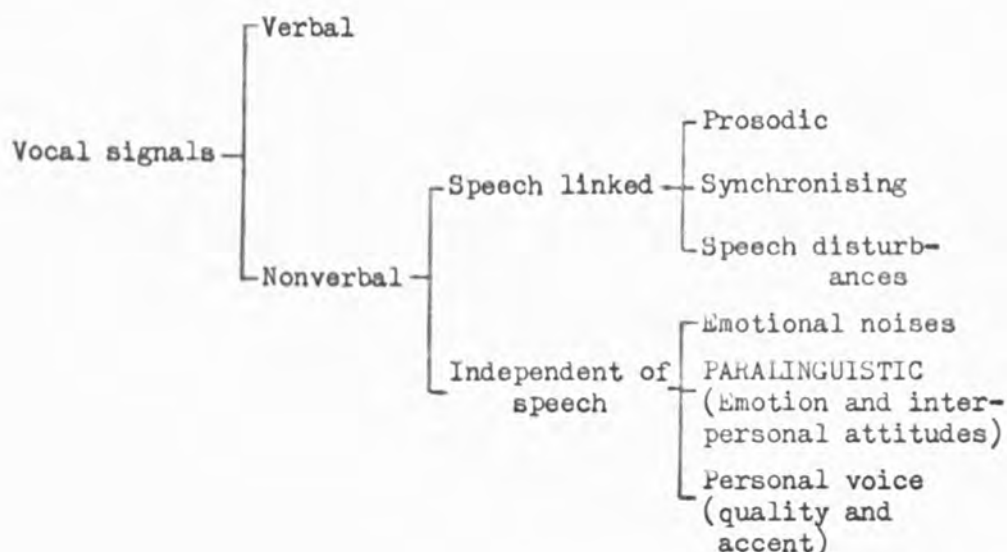 Verbal
Vocal signals
Prosodic
Speech linked
Synchronising
Speech disturb-
ances
Nonverbal
Emotional noises
Independent of
speech
PARALINGUISTIC
(Emotion and inter-
personal attitudes)
Personal voice
(quality and
accent)